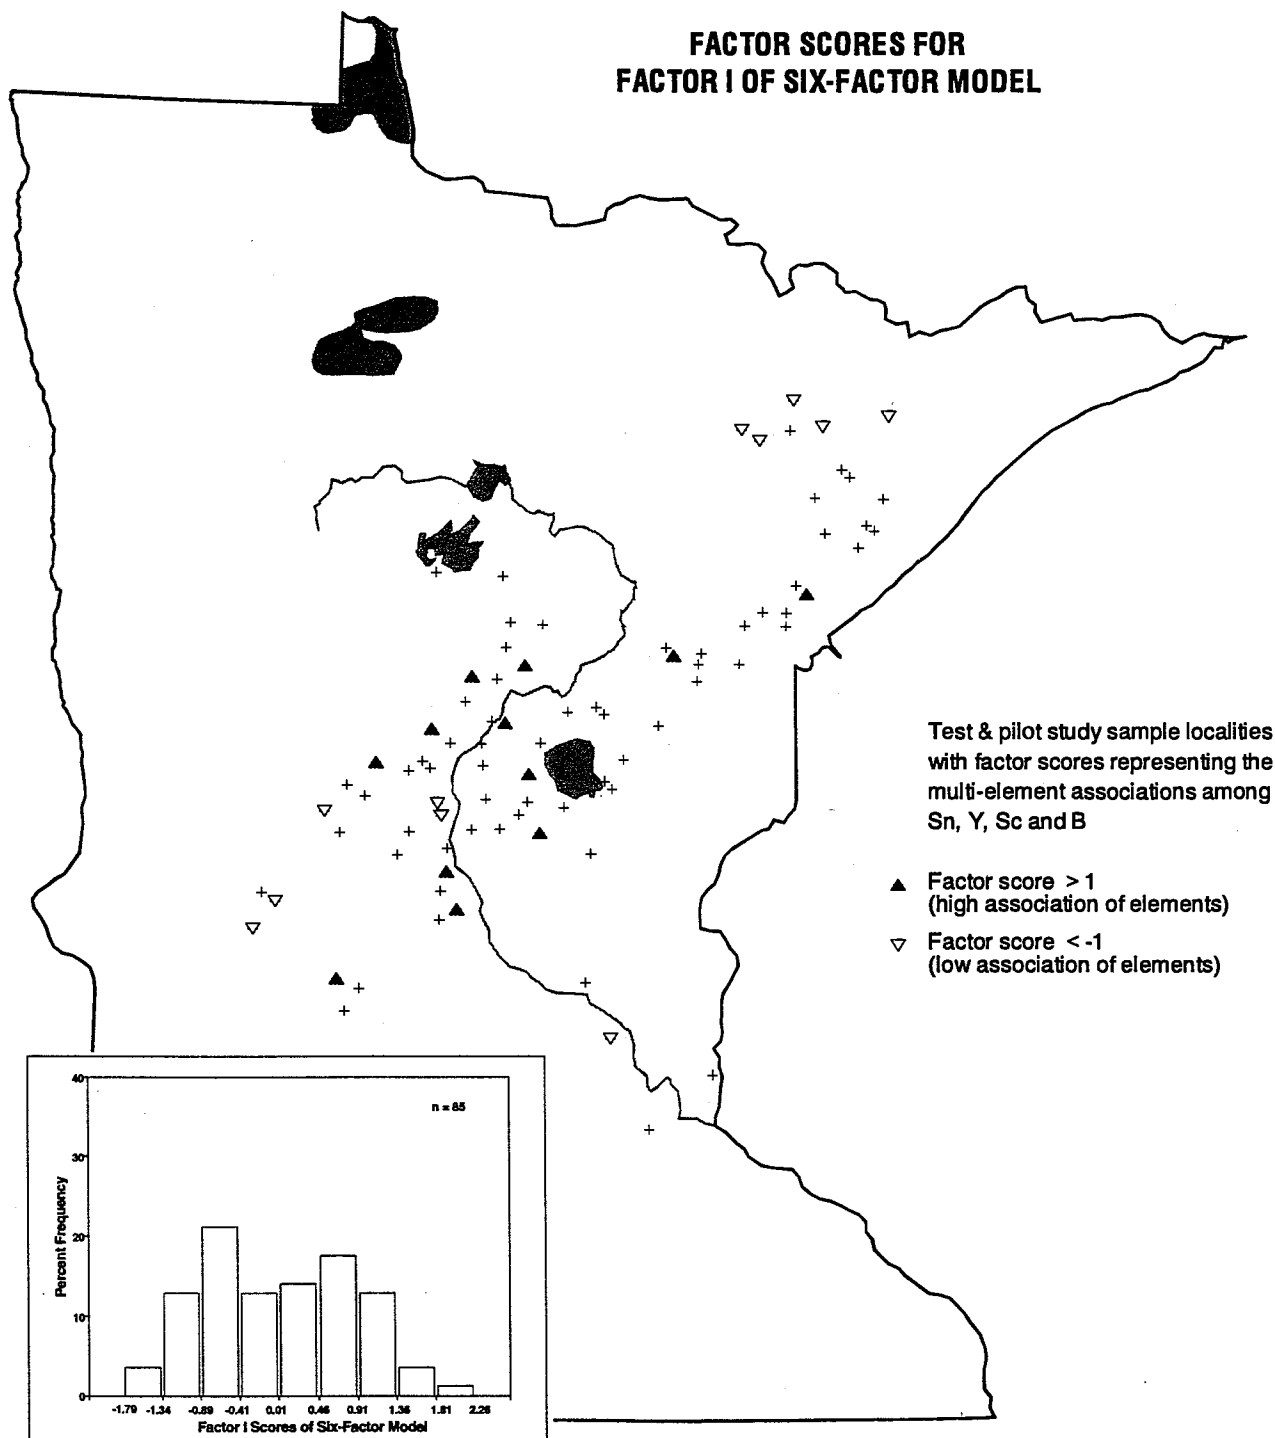 FACTOR SCORES FOR
FACTOR I OF SIX-FACTOR MODEL
Test & pilot study sample localities
with factor scores representing the
multi-element associations among
Sn, Y, Sc and B
Factor score > 1
(high association of elements)
Factor score < -1
(low association of elements)
n = 85
Percent Frequency
40
30
20
10
0
-1.79 -1.34 -0.89 -0.41 0.01 0.46 0.91 1.36 1.81 2.26
Factor I Scores of Six-Factor Model